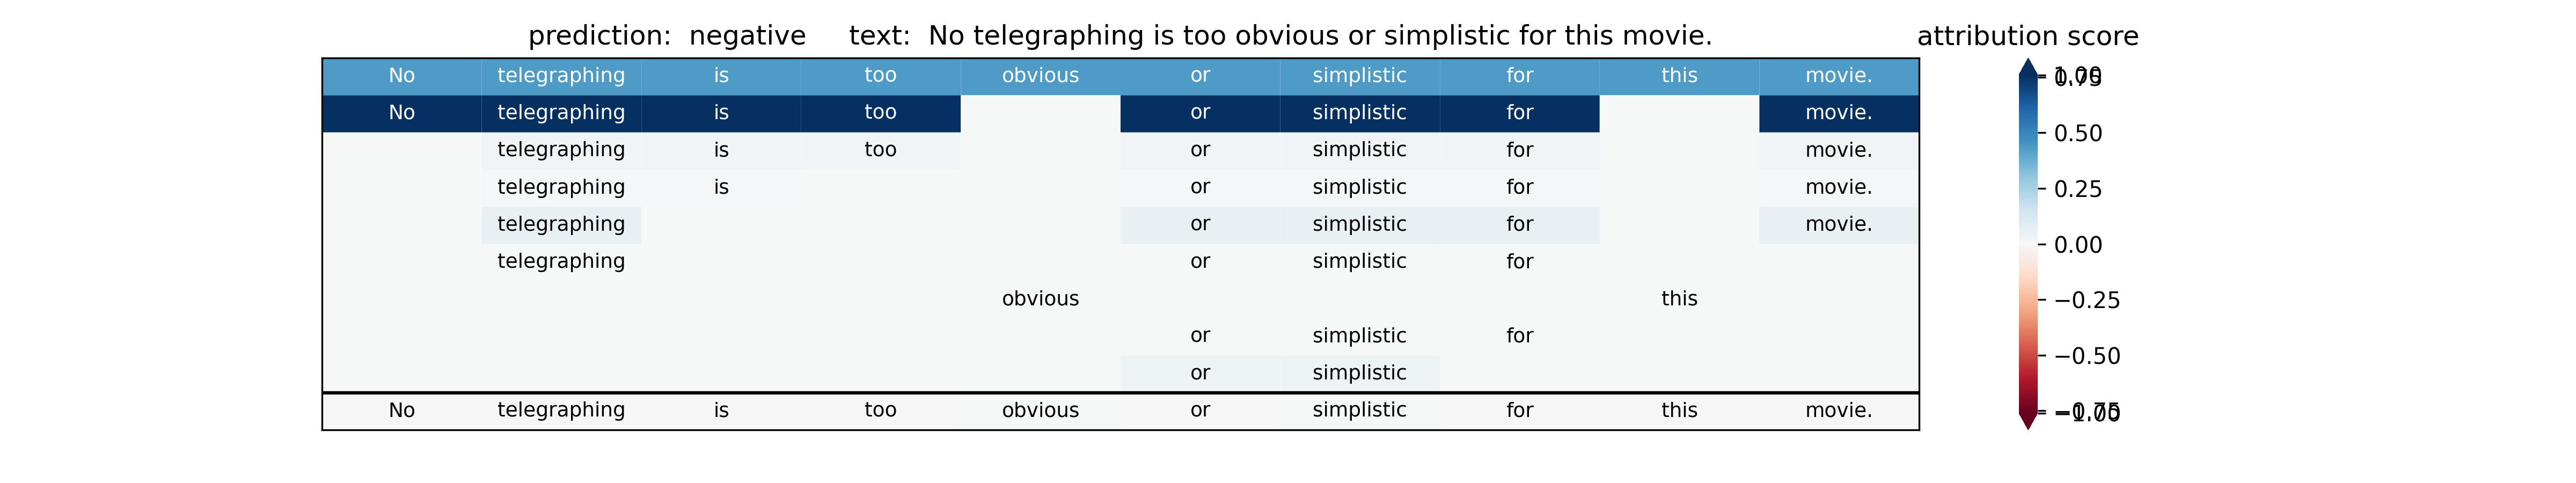 prediction: negative text: No telegraphing is too obvious or simplistic for this movie.
attribution score
No telegraphing is too obvious or simplistic for this movie.
No telegraphing is too or simplistic for movie.
telegraphing is too or simplistic for movie.
telegraphing is or simplistic for movie.
telegraphing or simplistic for movie.
telegraphing or simplistic for
obvious this
or simplistic for
or simplistic
No telegraphing is too obvious or simplistic for this movie.
1.00
0.75
0.50
0.25
0.00
−0.25
−0.50
−0.75
−1.00